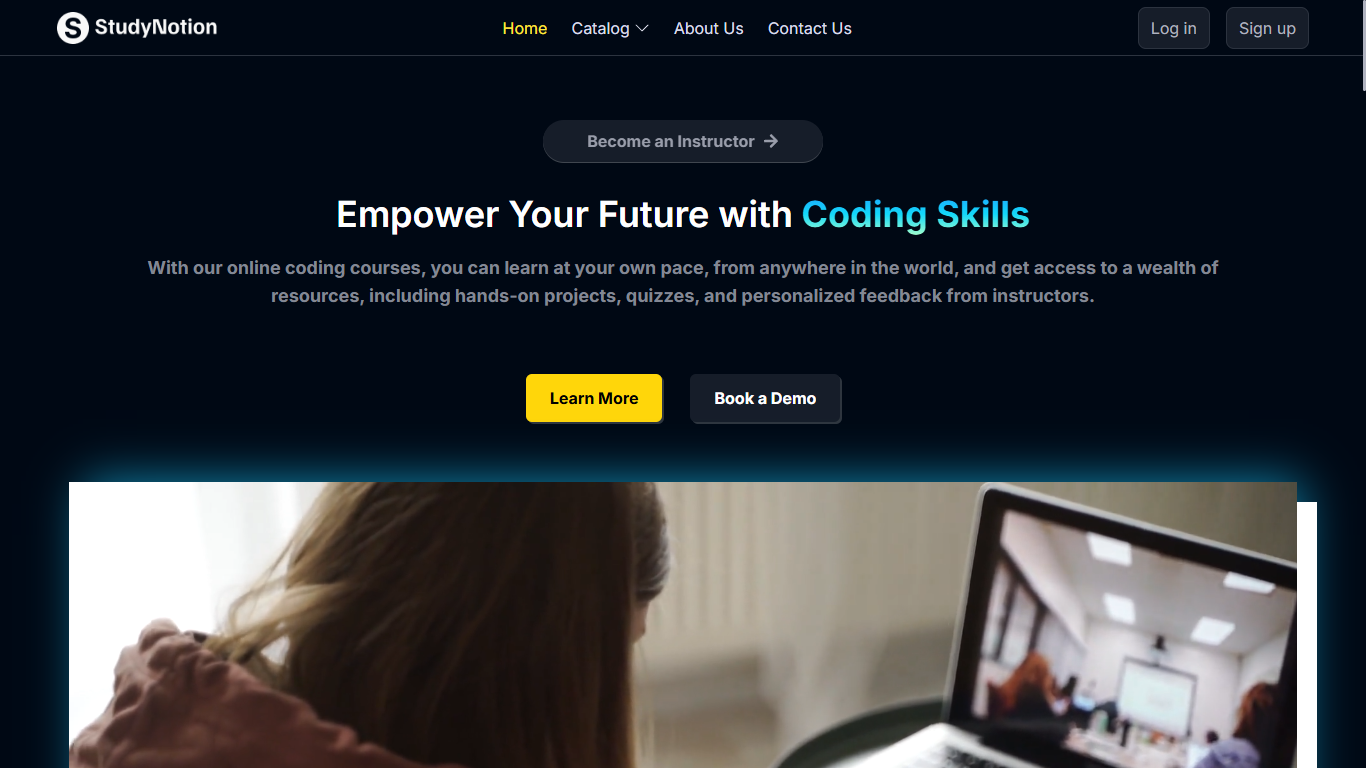 StudyNotion
Home
Catalog
About Us
Contact Us
Log in
Sign up
Become an Instructor
Empower Your Future with Coding Skills
With our online coding courses, you can learn at your own pace, from anywhere in the world, and get access to a wealth of
resources, including hands-on projects, quizzes, and personalized feedback from instructors.
Learn More
Book a Demo